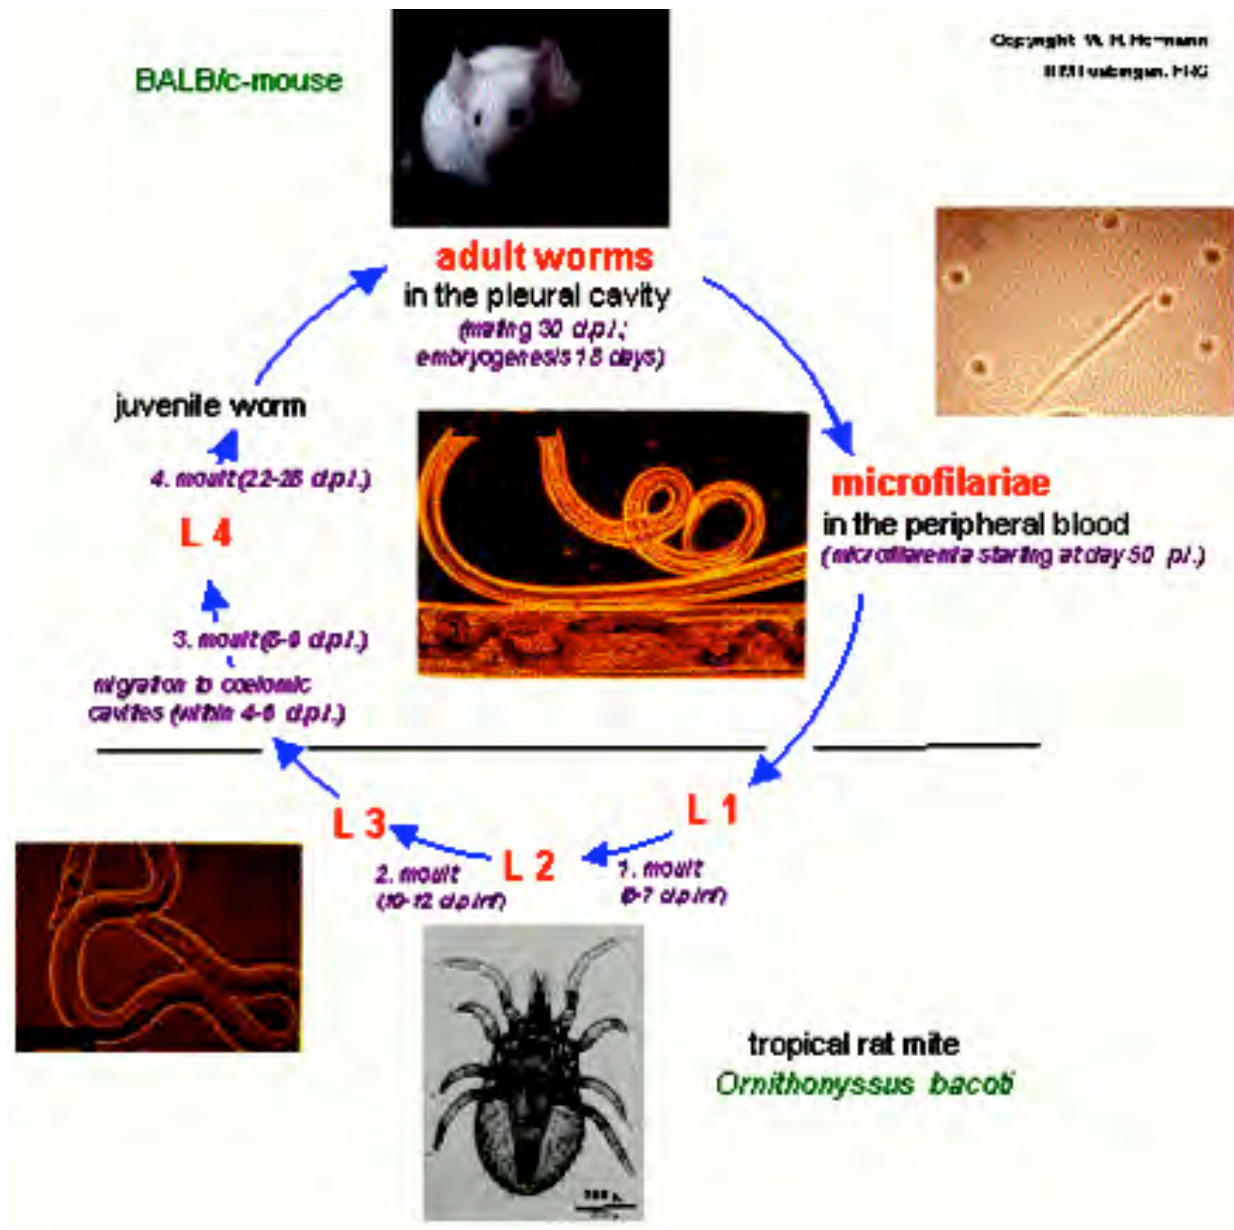 Copyright W. H. Hoffmann
BALB/c-mouse
adult worms
in the pleural cavity
(mating 30 d.p.i.;
embryogenesis 18 days)
juvenile worm
4. moult (22-28 d.p.i.)
L 4
microfilariae
in the peripheral blood
(microfilaremia starting at day 50 p.i.)
3. moult (8-9 d.p.i.)
migration to coelomic
cavities (within 4-6 d.p.i.)
L 1
L 3
L 2
2. moult
(10-12 d.p.inf)
1. moult
d.p.inf)
tropical rat mite
Ornithonyssus bacoti